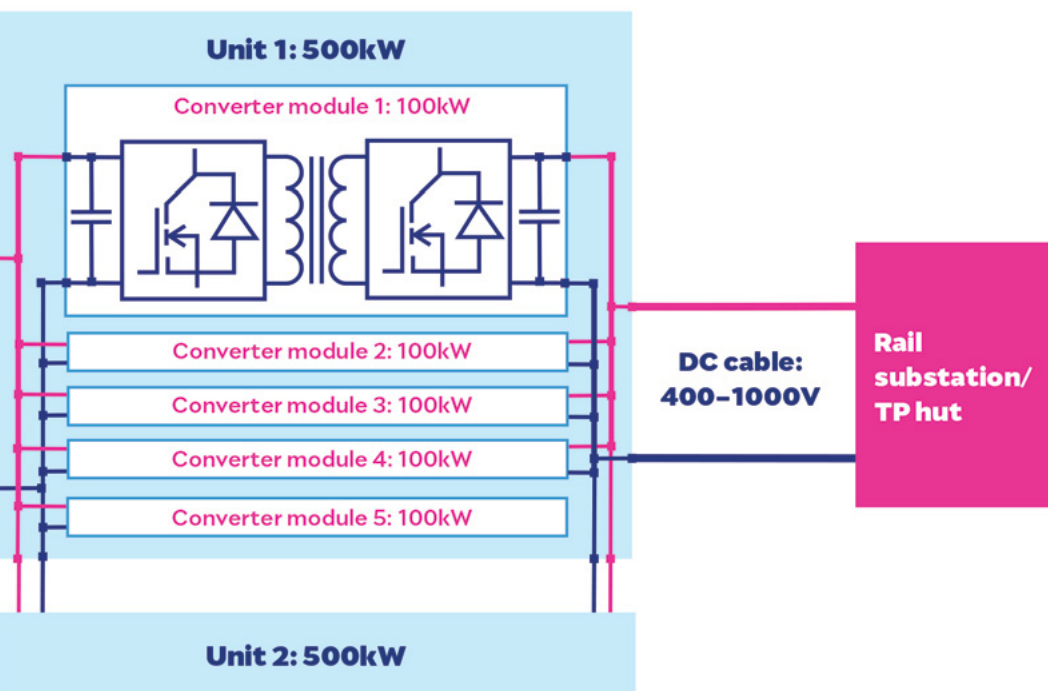 Unit 1: 500kW
Converter module 1: 100kW
Converter module 2: 100kW
Converter module 3: 100kW
Converter module 4: 100kW
Converter module 5: 100kW
DC cable:
400–1000V
Rail
substation/
TP hut
Unit 2: 500kW